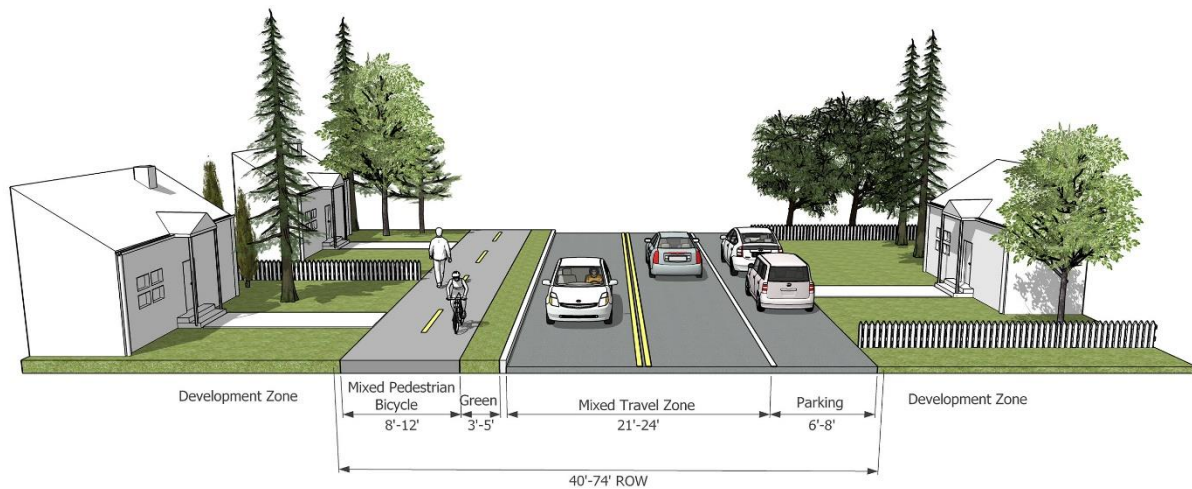 Development Zone
Mixed Pedestrian
Bicycle
8'-12'
Green
3'-5'
Mixed Travel Zone
21'-24'
Parking
6'-8'
Development Zone
40'-74' ROW